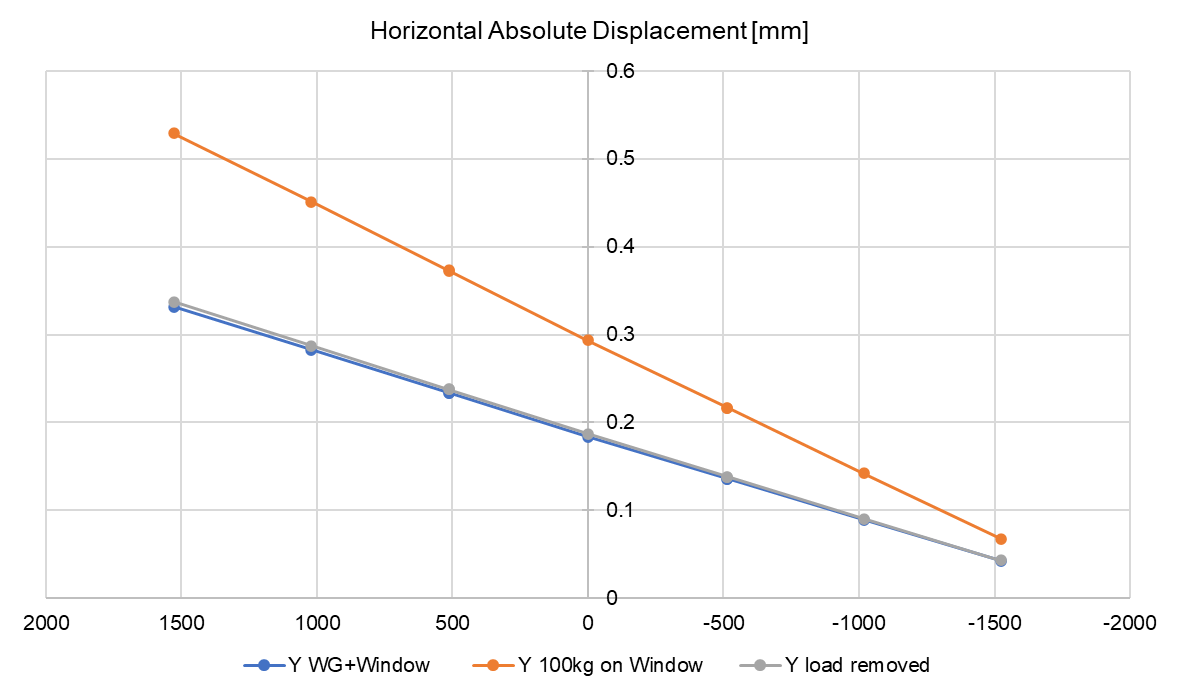 Horizontal Absolute Displacement [mm]
0.6
0.5
0.4
0.3
0.2
0.1
0
2000 1500 1000 500 0 -500 -1000 -1500 -2000
Y WG+Window Y 100kg on Window Y load removed